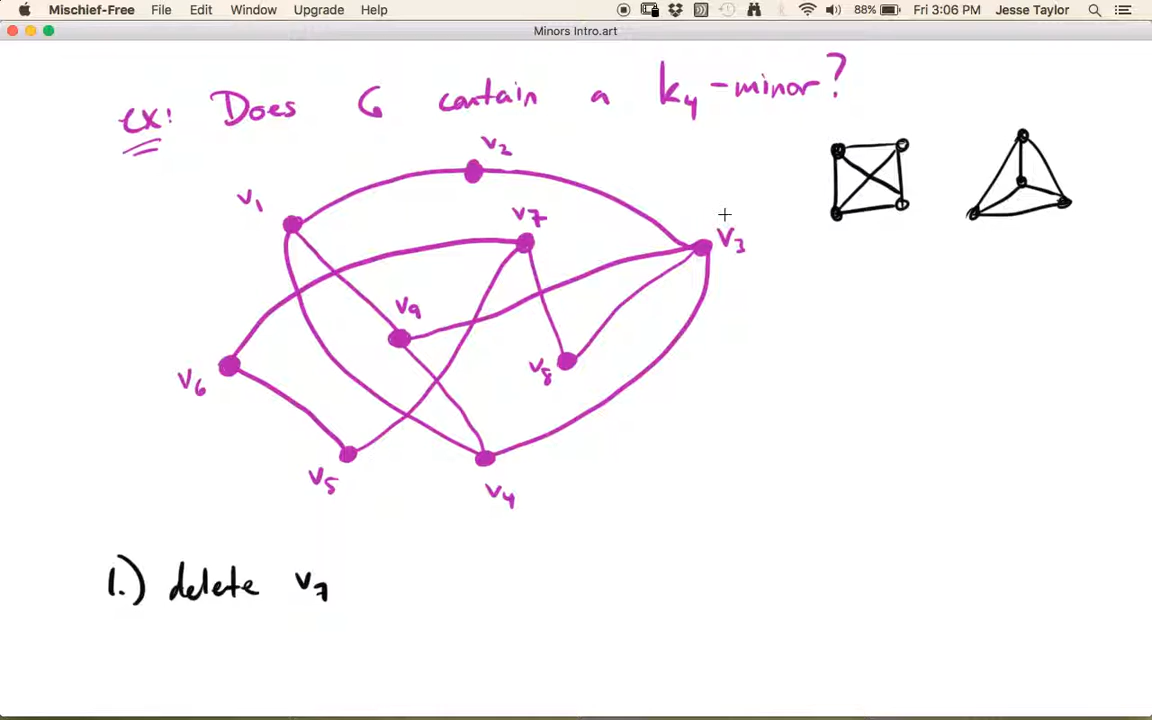 Mischief-Free File Edit Window Upgrade Help 88% Fri 3:06 PM Jesse Taylor
Minors Intro.art
ex: Does G contain a K4-minor?
v2
v1
v7
v3
v9
v8
v6
v5
v4
1.) delete v7